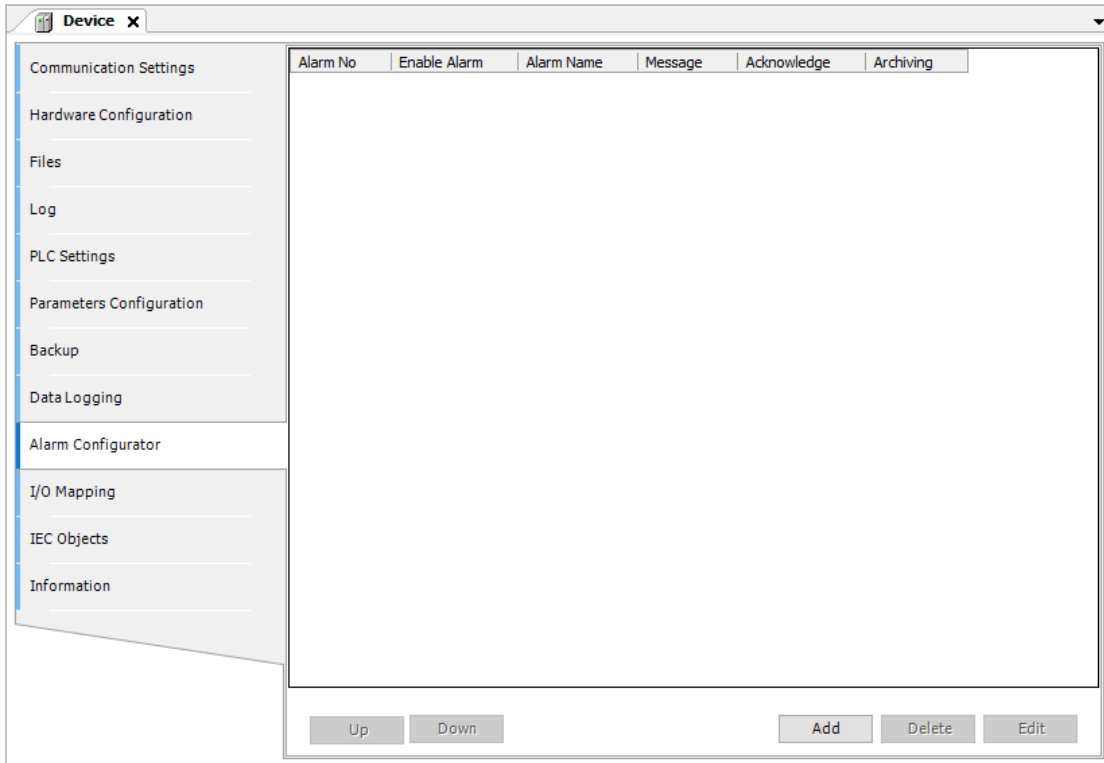 Device
Communication Settings
Hardware Configuration
Files
Log
PLC Settings
Parameters Configuration
Backup
Data Logging
Alarm Configurator
I/O Mapping
IEC Objects
Information
Alarm No Enable Alarm Alarm Name Message Acknowledge Archiving
Up Down Add Delete Edit